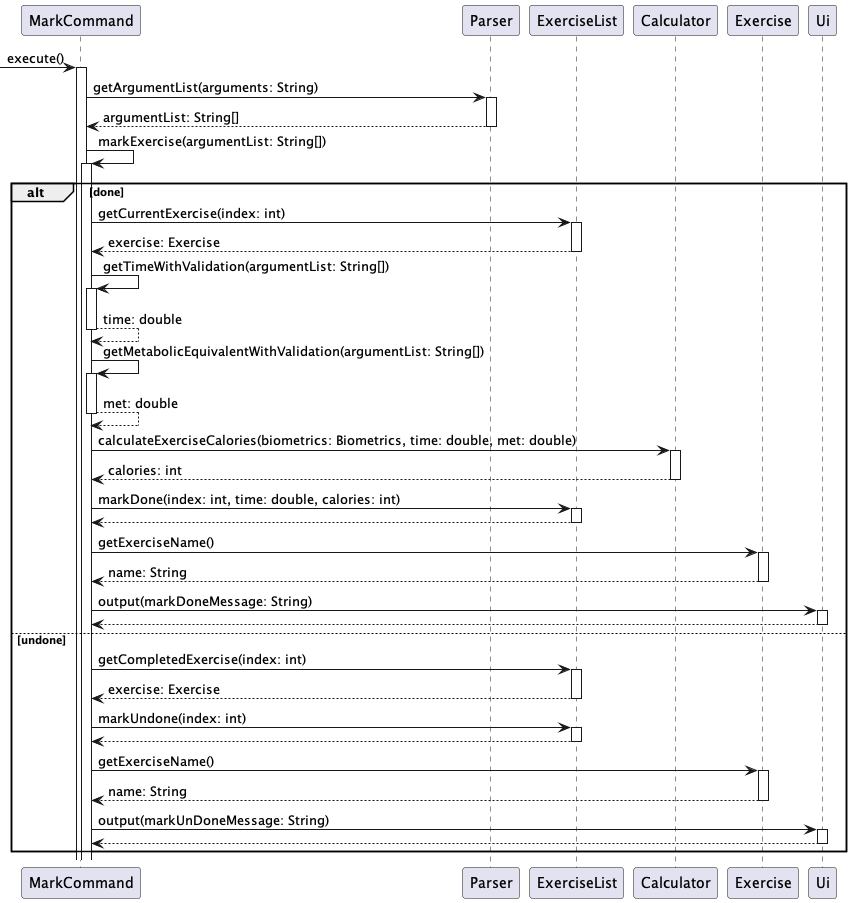 MarkCommand Parser ExerciseList Calculator Exercise Ui
execute()
getArgumentList(arguments: String)
argumentList: String[]
markExercise(argumentList: String[])
alt [done]
getCurrentExercise(index: int)
exercise: Exercise
getTimeWithValidation(argumentList: String[])
time: double
getMetabolicEquivalentWithValidation(argumentList: String[])
met: double
calculateExerciseCalories(biometrics: Biometrics, time: double, met: double)
calories: int
markDone(index: int, time: double, calories: int)
getExerciseName()
name: String
output(markDoneMessage: String)
[undone]
getCompletedExercise(index: int)
exercise: Exercise
markUndone(index: int)
getExerciseName()
name: String
output(markUnDoneMessage: String)
MarkCommand Parser ExerciseList Calculator Exercise Ui